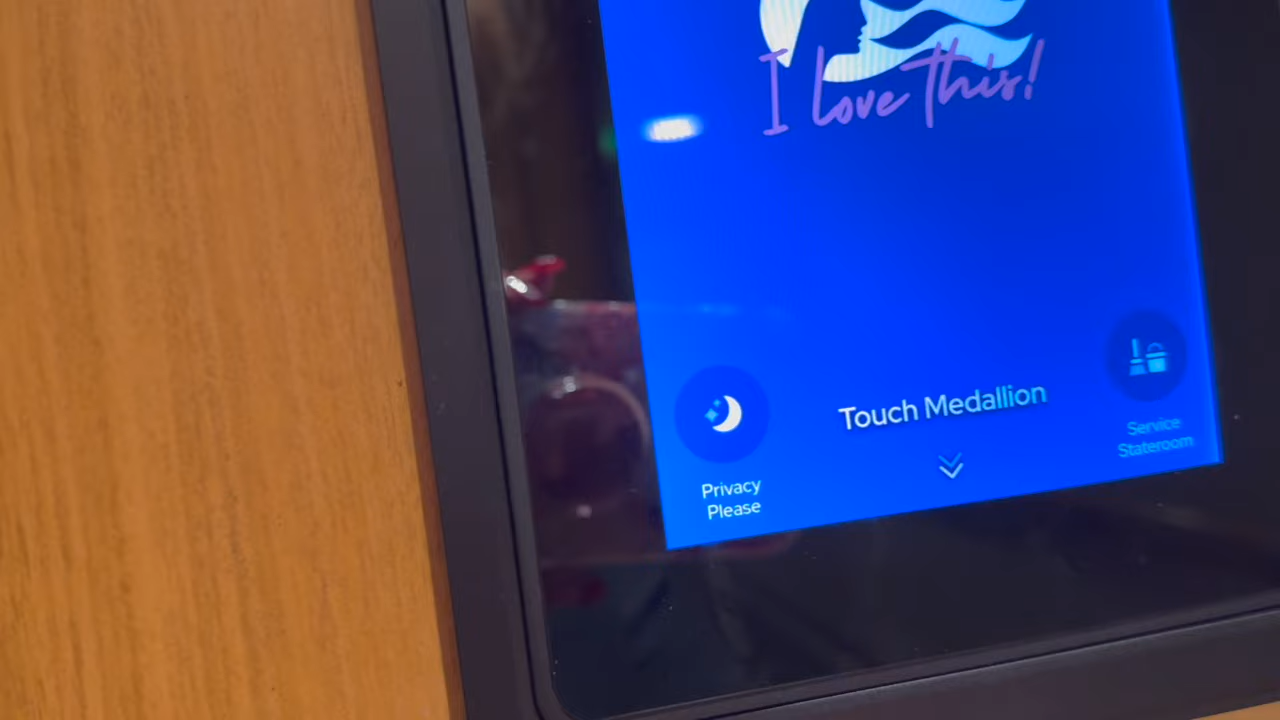 I love this!
Touch Medallion
Privacy
Please
Service
Stateroom